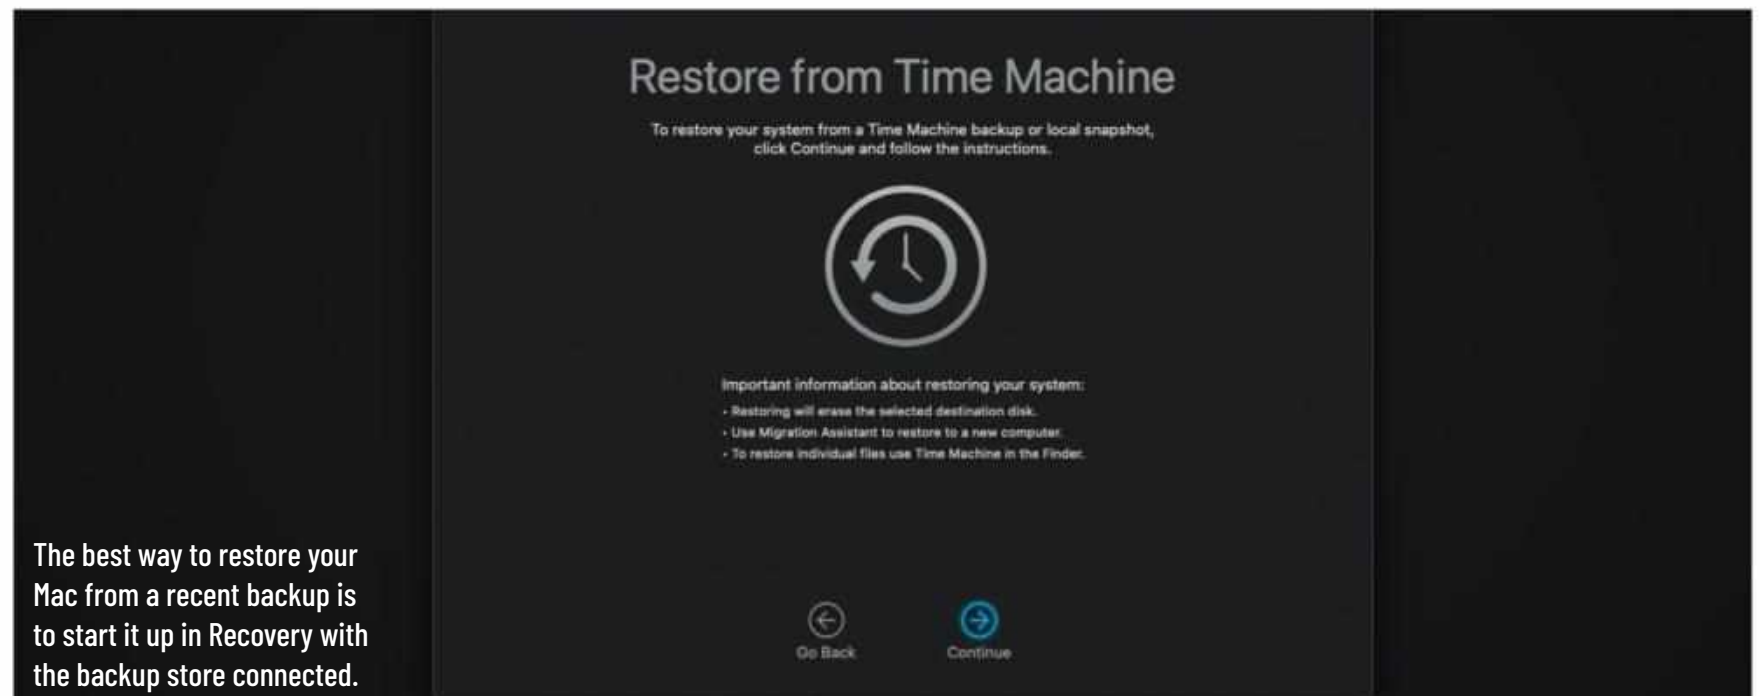 Restore from Time Machine
To restore your system from a Time Machine backup or local snapshot,
click Continue and follow the instructions.
Important information about restoring your system:
• Restoring will erase the selected destination disk.
• Use Migration Assistant to restore to a new computer.
• To restore individual files use Time Machine in the Finder.
Go Back
Continue
The best way to restore your
Mac from a recent backup is
to start it up in Recovery with
the backup store connected.